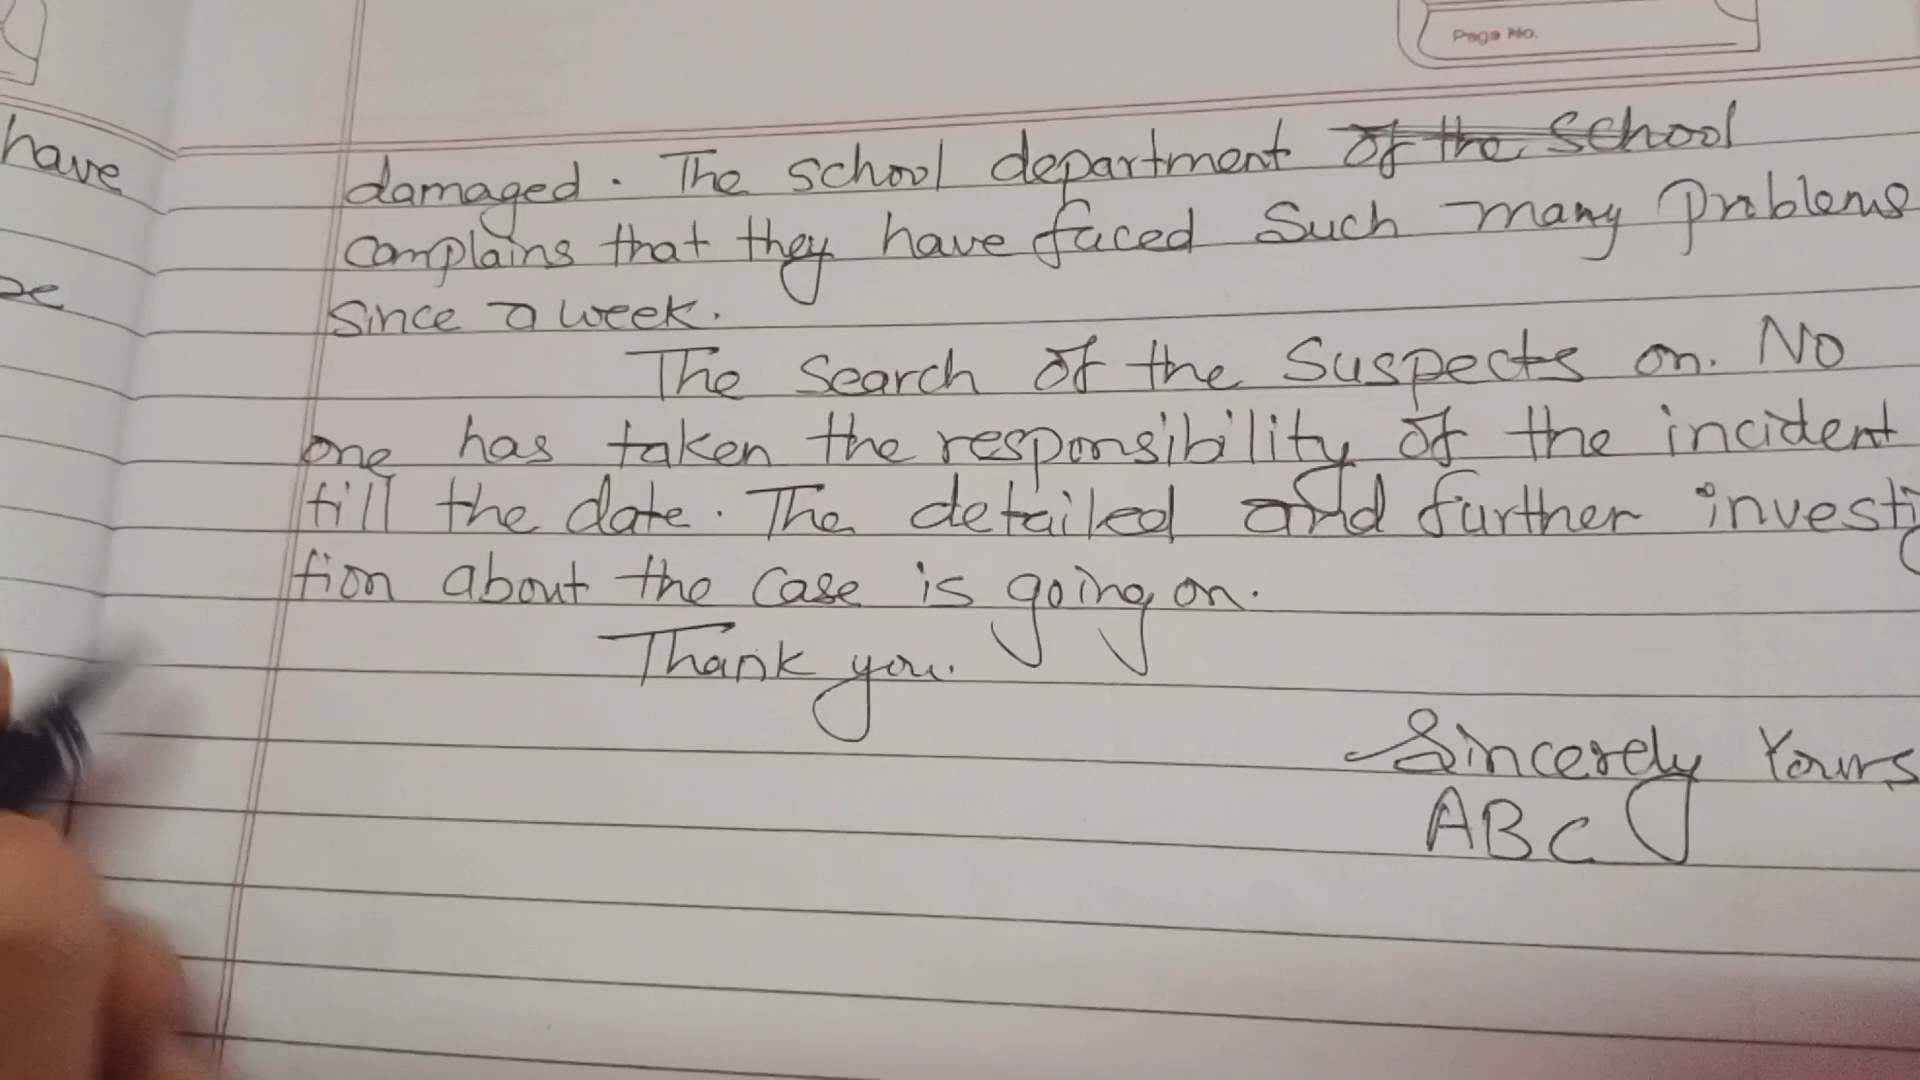 Page No.
have
damaged. The school department of the school
complains that they have faced such many problems
since a week.
The search of the suspects on. No
one has taken the responsibility of the incident
till the date. The detailed and further investi
tion about the case is going on.
Thank you.
Sincerely Yours
ABC